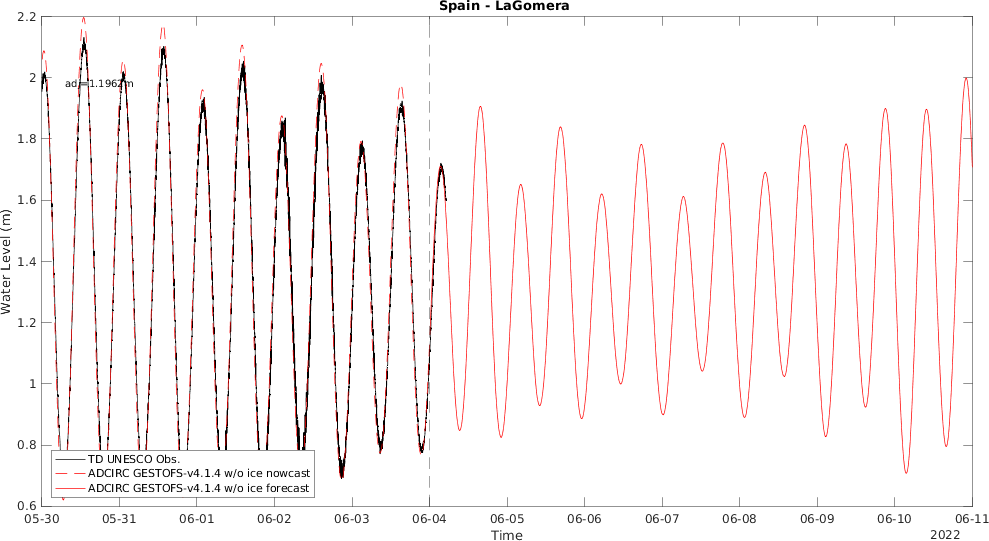 Spain - LaGomera
2.2
2
1.8
1.6
1.4
1.2
1
0.8
0.6
Water Level (m)
adj=1.1962m
TD UNESCO Obs.
ADCIRC GESTOFS-v4.1.4 w/o ice nowcast
ADCIRC GESTOFS-v4.1.4 w/o ice forecast
05-30 05-31 06-01 06-02 06-03 06-04 06-05 06-06 06-07 06-08 06-09 06-10 06-11
Time
2022